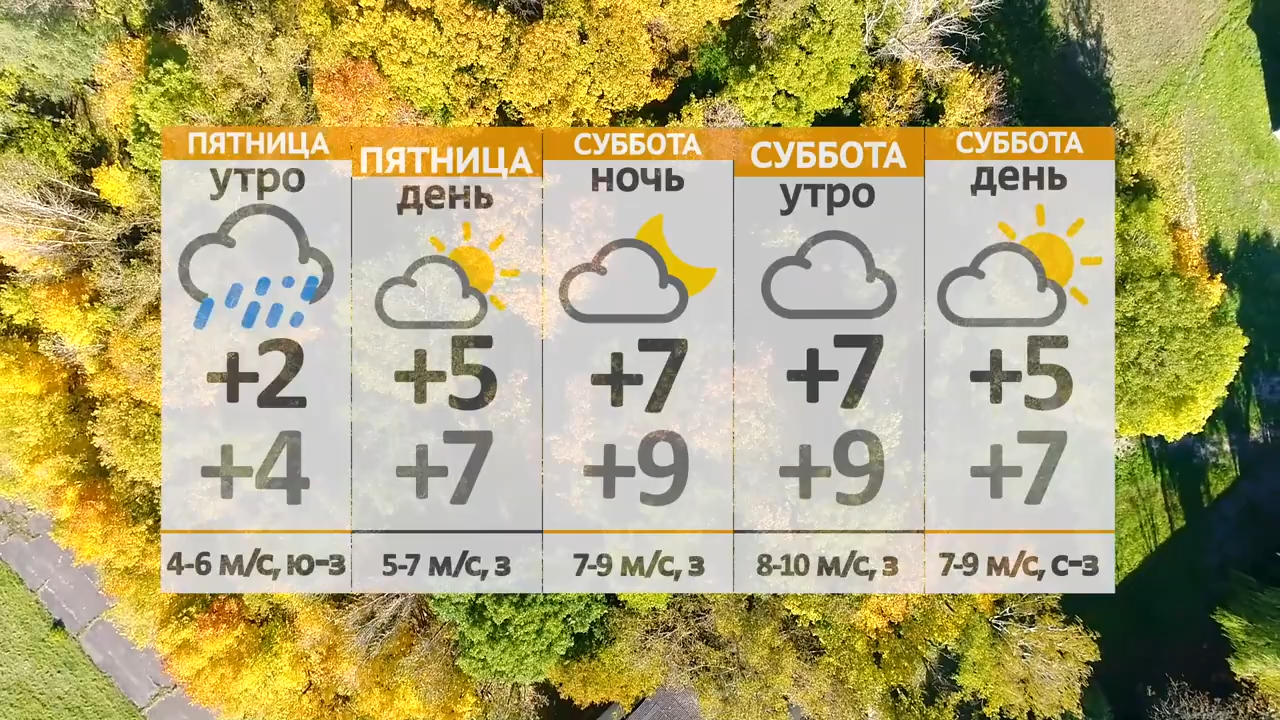 ПЯТНИЦА
утро
+2
+4
4-6 м/с, ю-з
ПЯТНИЦА
день
+5
+7
5-7 м/с, з
СУББОТА
ночь
+7
+9
7-9 м/с, з
СУББОТА
утро
+7
+9
8-10 м/с, з
СУББОТА
день
+5
+7
7-9 м/с, с-з